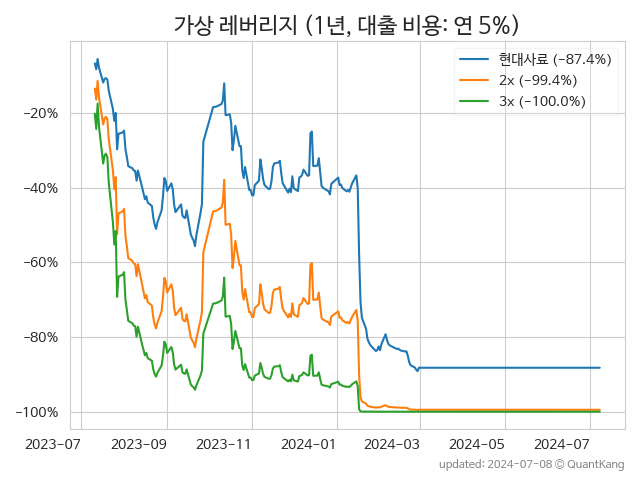 가상 레버리지 (1년, 대출 비용: 연 5%)
현대사료 (−87.4%)
2x (−99.4%)
3x (−100.0%)
−20%
−40%
−60%
−80%
−100%
2023-07 2023-09 2023-11 2024-01 2024-03 2024-05 2024-07
updated: 2024-07-08 © QuantKang